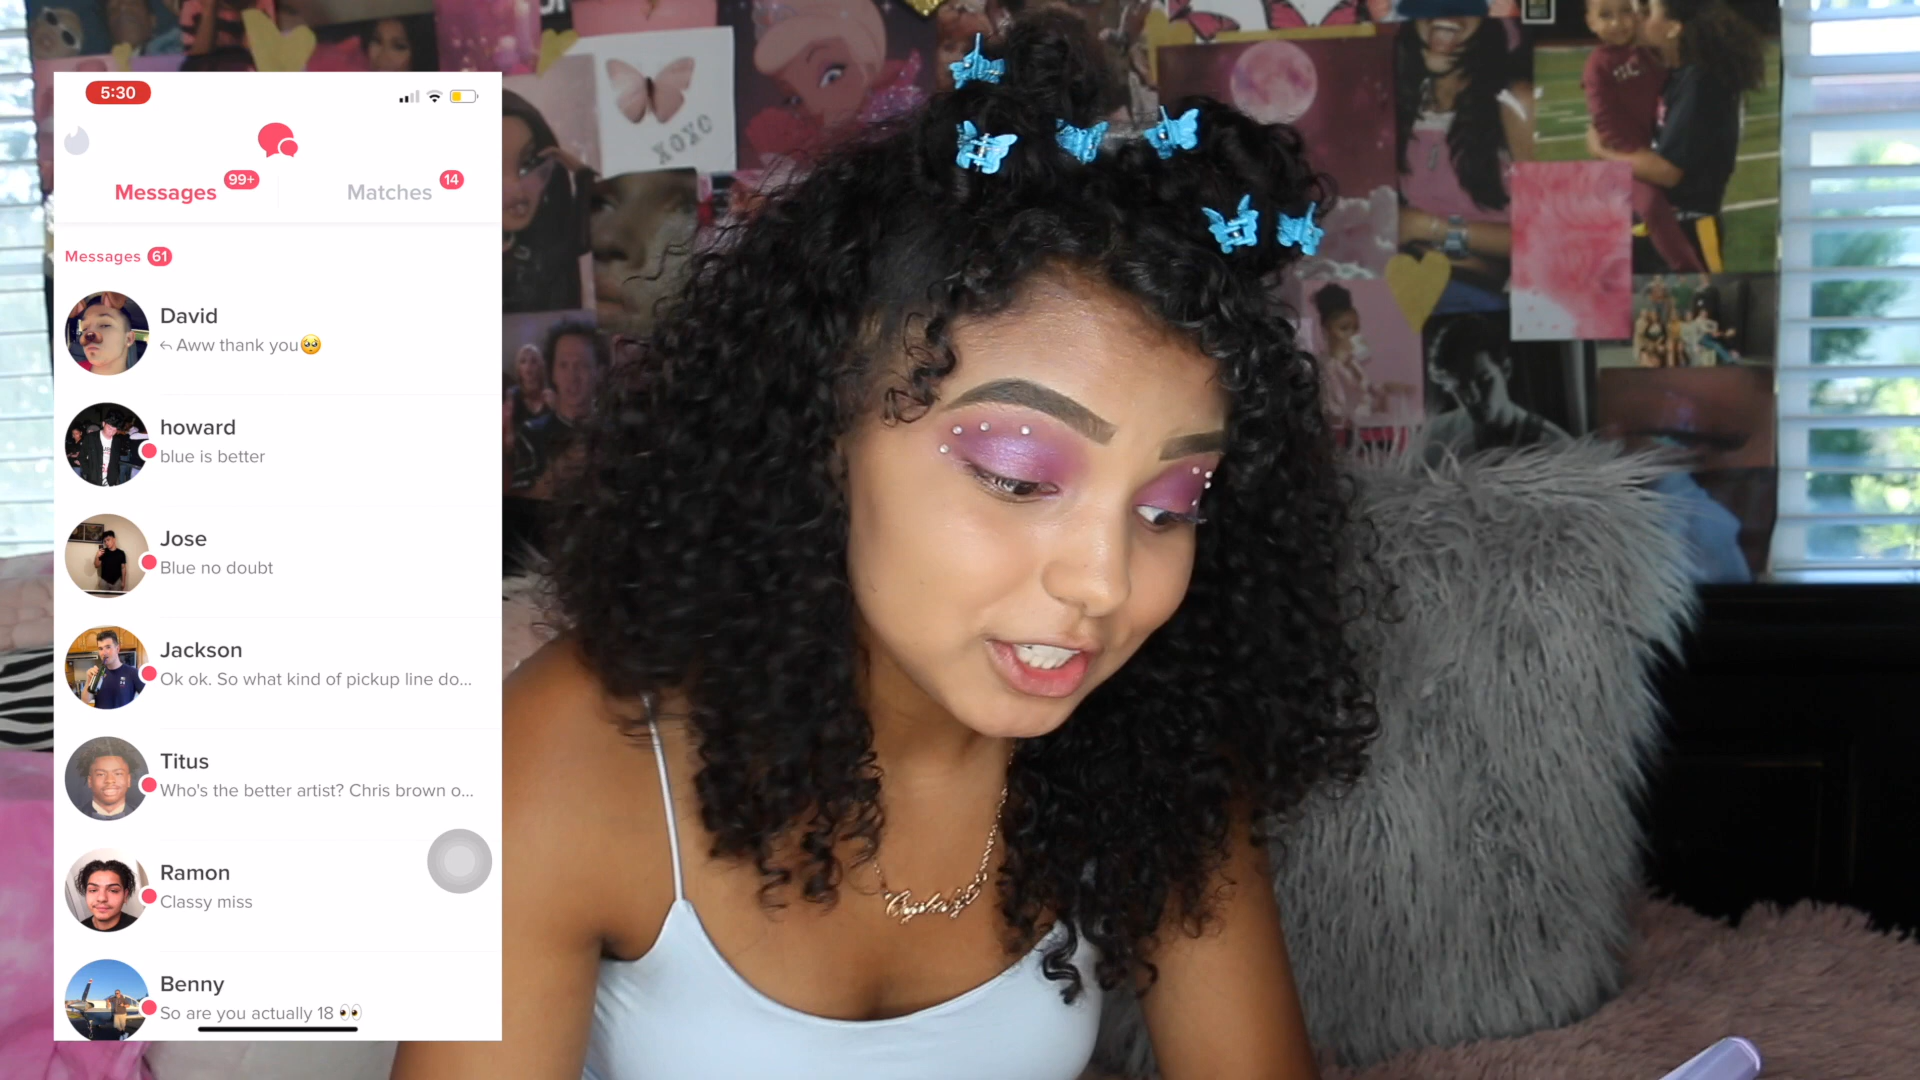 5:30
Messages 99+
Matches 14
Messages 61
David
Aww thank you🥺
howard
blue is better
Jose
Blue no doubt
Jackson
Ok ok. So what kind of pickup line do...
Titus
Who's the better artist? Chris brown o...
Ramon
Classy miss
Benny
So are you actually 18 👀
XOXO